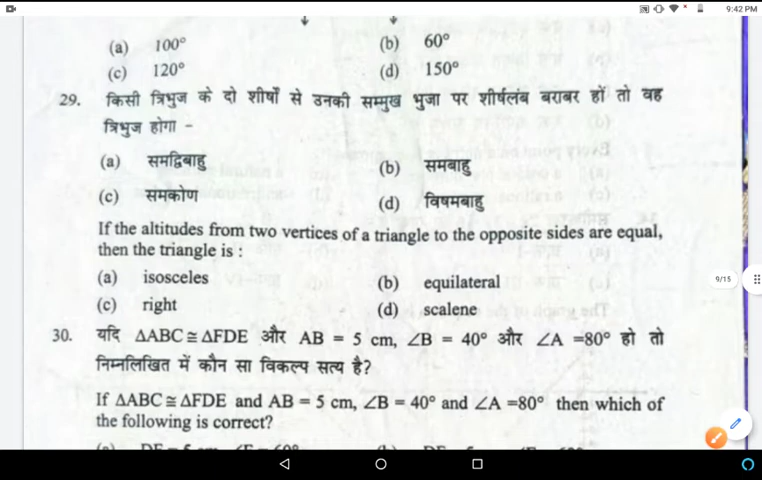 9:42 PM
(a) 100° (b) 60°
(c) 120° (d) 150°
29. किसी त्रिभुज के दो शीर्षों से उनकी सम्मुख भुजा पर शीर्षलंब बराबर हों तो वह
त्रिभुज होगा -
(a) समद्विबाहु (b) समबाहु
(c) समकोण (d) विषमबाहु
If the altitudes from two vertices of a triangle to the opposite sides are equal,
then the triangle is :
(a) isosceles (b) equilateral
(c) right (d) scalene
9/15
30. यदि ΔABC ≅ ΔFDE और AB = 5 cm, ∠B = 40° और ∠A =80° हो तो
निम्नलिखित में कौन सा विकल्प सत्य है?
If ΔABC ≅ ΔFDE and AB = 5 cm, ∠B = 40° and ∠A =80° then which of
the following is correct?